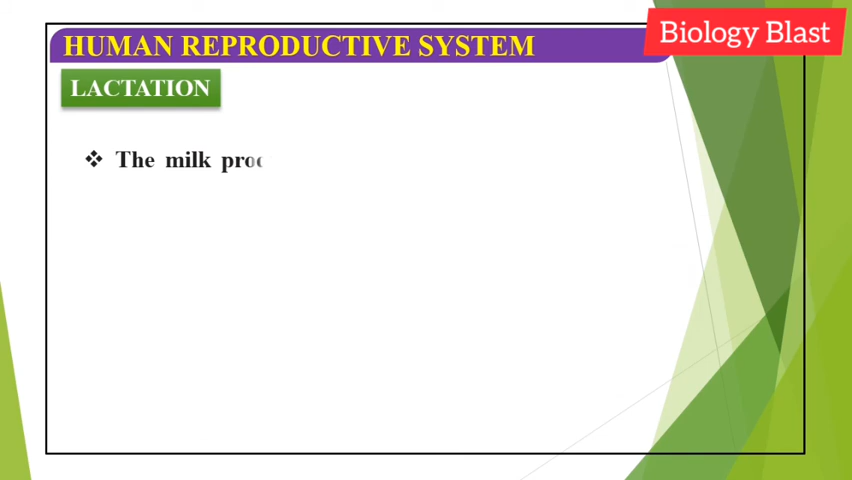 HUMAN REPRODUCTIVE SYSTEM
Biology Blast
LACTATION
The milk